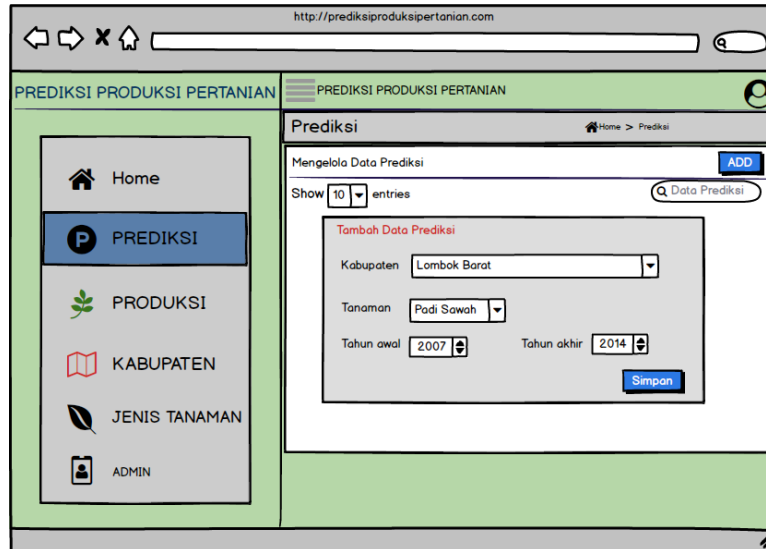 http://prediksiproduksipertanian.com
PREDIKSI PRODUKSI PERTANIAN
PREDIKSI PRODUKSI PERTANIAN
Prediksi
Home > Prediksi
Home
PREDIKSI
PRODUKSI
KABUPATEN
JENIS TANAMAN
ADMIN
Mengelola Data Prediksi
ADD
Show 10 entries
Data Prediksi
Tambah Data Prediksi
Kabupaten Lombok Barat
Tanaman Padi Sawah
Tahun awal 2007 Tahun akhir 2014
Simpan